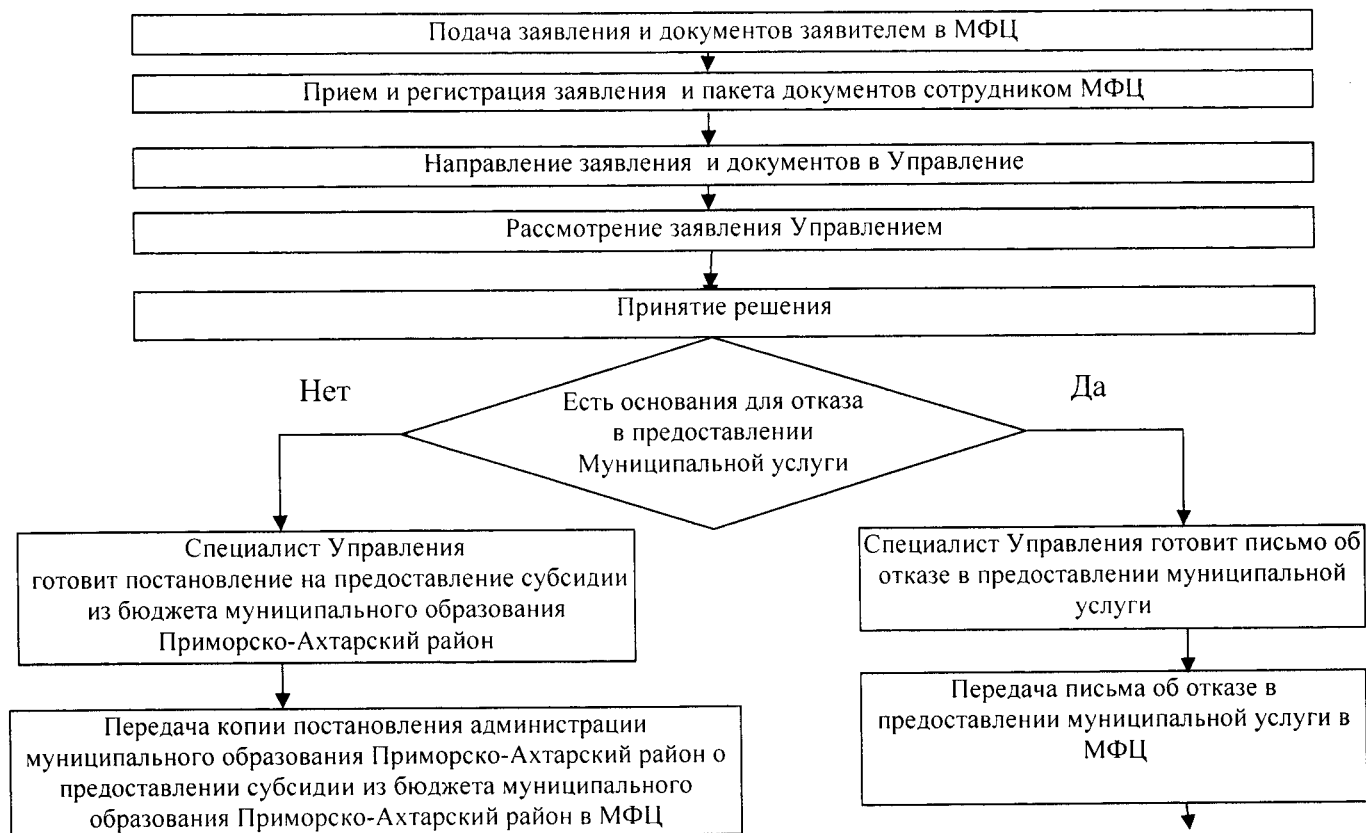 Подача заявления и документов заявителем в МФЦ
Прием и регистрация заявления и пакета документов сотрудником МФЦ
Направление заявления и документов в Управление
Рассмотрение заявления Управлением
Принятие решения
Нет
Да
Есть основания для отказа
в предоставлении
Муниципальной услуги
Специалист Управления
готовит постановление на предоставление субсидии
из бюджета муниципального образования
Приморско-Ахтарский район
Специалист Управления готовит письмо об
отказе в предоставлении муниципальной
услуги
Передача копии постановления администрации
муниципального образования Приморско-Ахтарский район о
предоставлении субсидии из бюджета муниципального
образования Приморско-Ахтарский район в МФЦ
Передача письма об отказе в
предоставлении муниципальной услуги в
МФЦ